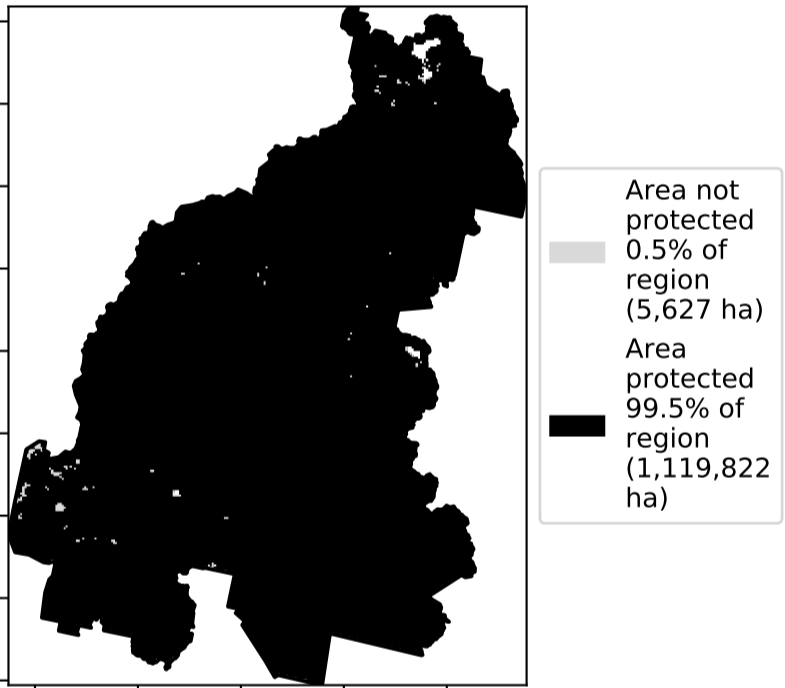 Area not
protected
0.5% of
region
(5,627 ha)
Area
protected
99.5% of
region
(1,119,822
ha)